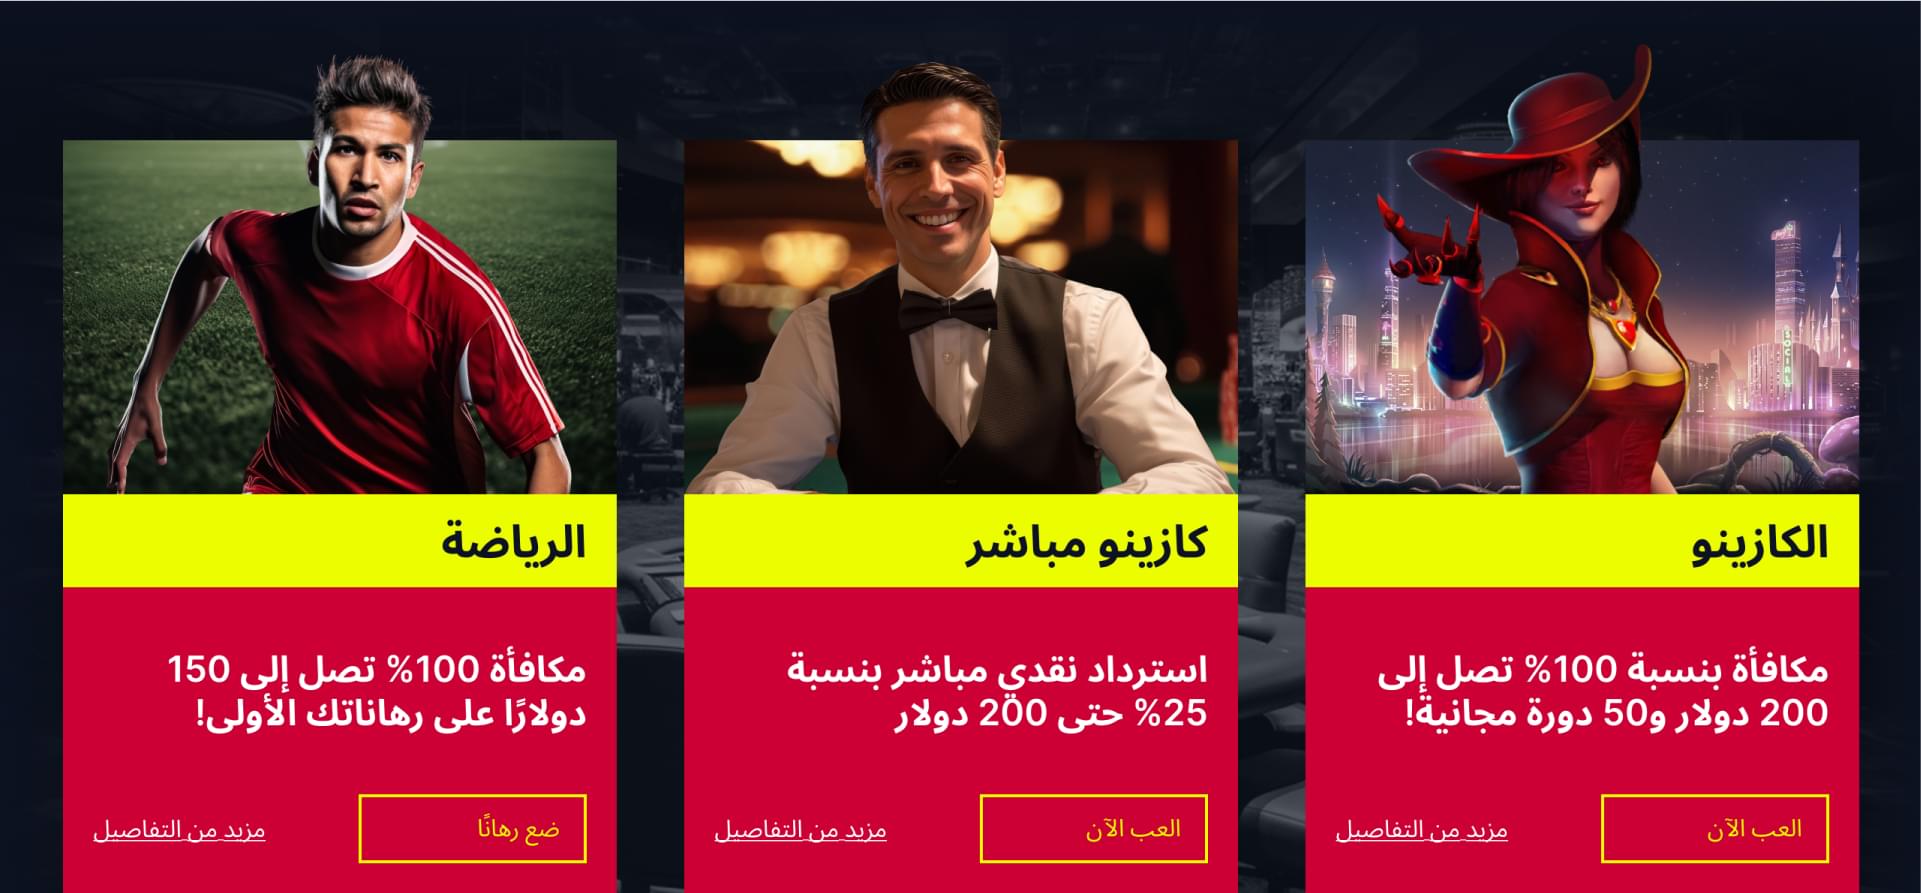 الكازينو
مكافأة بنسبة 100% تصل إلى
200 دولار و50 دورة مجانية!
العب الآن
مزيد من التفاصيل
كازينو مباشر
استرداد نقدي مباشر بنسبة
25% حتى 200 دولار
العب الآن
مزيد من التفاصيل
الرياضة
مكافأة 100% تصل إلى 150
دولارًا على رهاناتك الأولى!
ضع رهانًا
مزيد من التفاصيل
SOCIAL